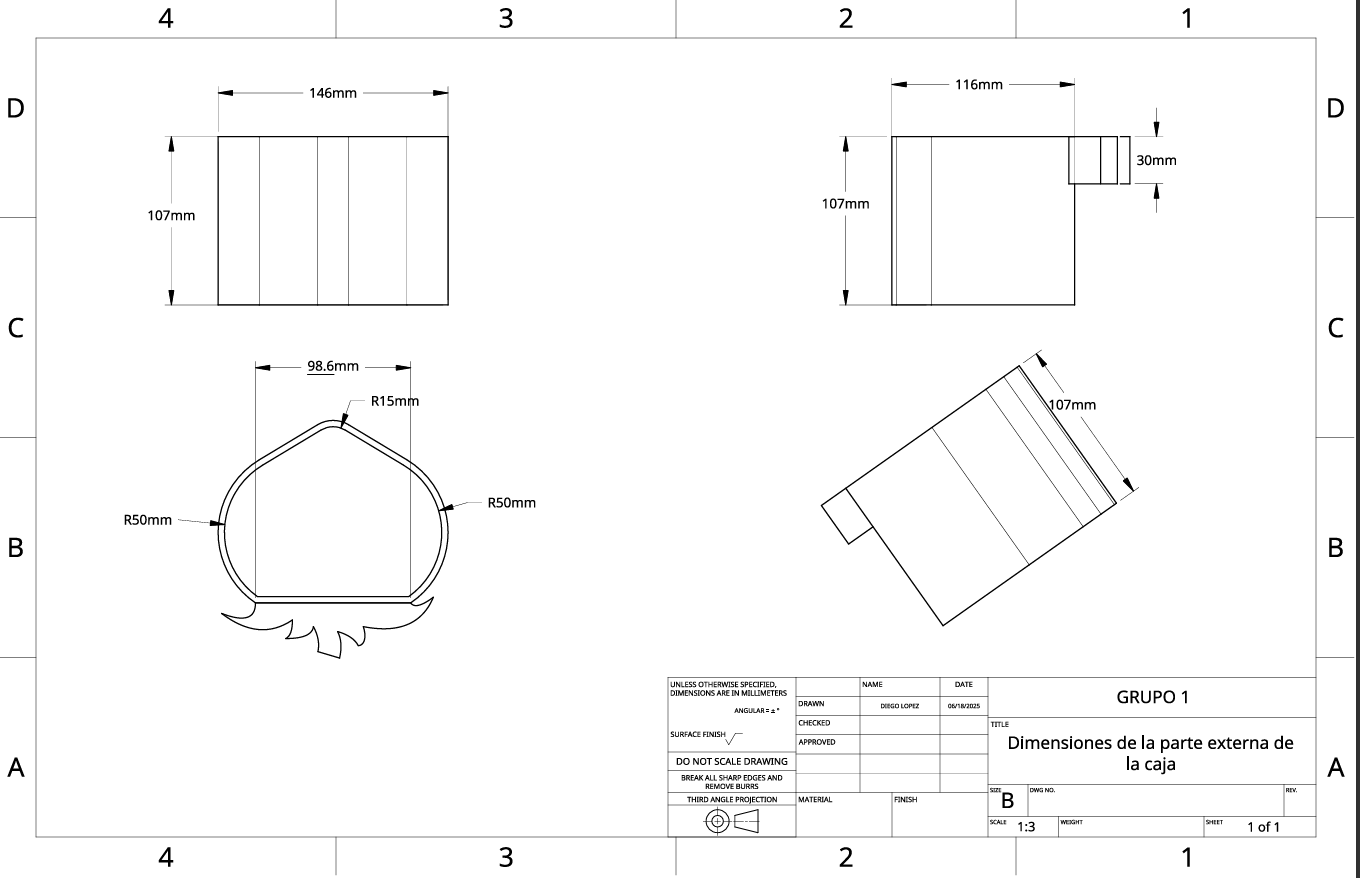 4 3 2 1
D D
146mm 116mm
30mm
107mm 107mm
C C
98.6mm
R15mm
107mm
R50mm
R50mm
B B
UNLESS OTHERWISE SPECIFIED,
DIMENSIONS ARE IN MILLIMETERS
ANGULAR = ± °
SURFACE FINISH
DO NOT SCALE DRAWING
BREAK ALL SHARP EDGES AND
REMOVE BURRS
THIRD ANGLE PROJECTION
NAME DATE
DRAWN DIEGO LOPEZ 06/18/2025
CHECKED
APPROVED
MATERIAL FINISH
GRUPO 1
TITLE
Dimensiones de la parte externa de
la caja
SIZE B DWG NO. REV.
SCALE 1:3 WEIGHT SHEET 1 of 1
A A
4 3 2 1